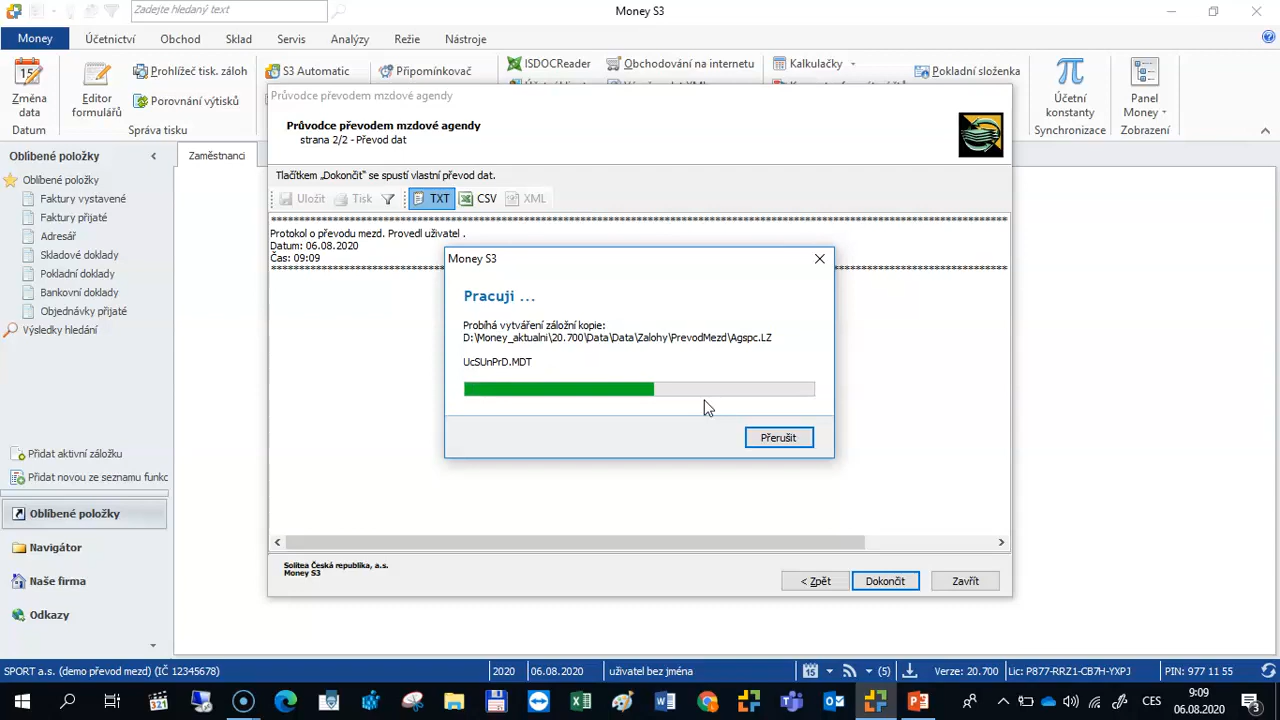 Zadejte hledaný text
Money S3
Money
Účetnictví
Obchod
Sklad
Servis
Analýzy
Režie
Nástroje
Změna
data
Datum
Editor
formulářů
Prohlížeč tisk. záloh
Porovnání výtisků
Správa tisku
S3 Automatic
Připomínkovač
ISDOCReader
Obchodování na internetu
Kalkulačky
Pokladní složenka
Účetní
konstanty
Synchronizace
Panel
Money
Zobrazení
Oblíbené položky
Oblíbené položky
Faktury vystavené
Faktury přijaté
Adresář
Skladové doklady
Pokladní doklady
Bankovní doklady
Objednávky přijaté
Výsledky hledání
Přidat aktivní záložku
Přidat novou ze seznamu funkc
Oblíbené položky
Navigátor
Naše firma
Odkazy
Zaměstnanci
Průvodce převodem mzdové agendy
Průvodce převodem mzdové agendy
strana 2/2 - Převod dat
Tlačítkem „Dokončit" se spustí vlastní převod dat.
Uložit
Tisk
TXT
CSV
XML
Protokol o převodu mezd. Provedl uživatel .
Datum: 06.08.2020
Čas: 09:09
Money S3
Pracuji ...
Probíhá vytváření záložní kopie:
D:\Money_aktualni\20.700\Data\Data\Zalohy\PrevodMezd\Agspc.LZ
UcSUnPrD.MDT
Přerušit
Solitea Česká republika, a.s.
Money S3
< Zpět
Dokončit
Zavřít
SPORT a.s. (demo převod mezd) (IČ 12345678)
2020
06.08.2020
uživatel bez jména
15
(5)
Verze: 20.700
Lic: P877-RRZ1-CB7H-YXPJ
PIN: 977 11 55
CES
9:09
06.08.2020
3